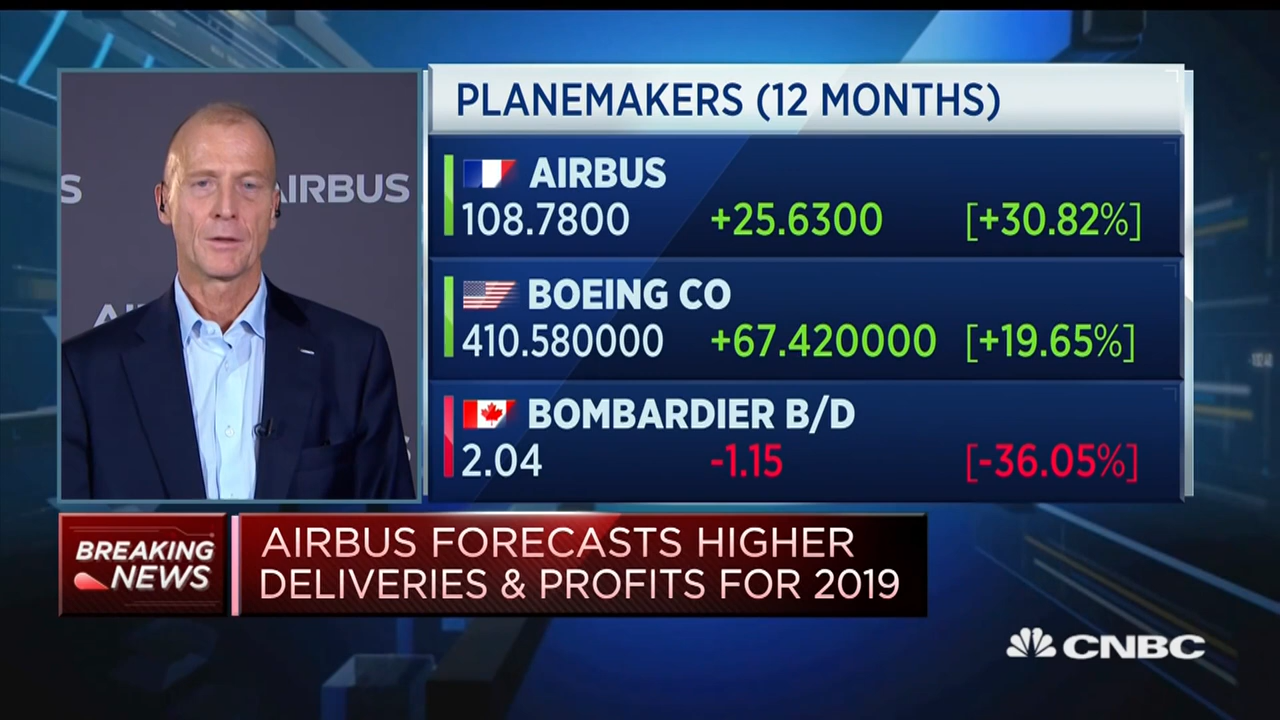 PLANEMAKERS (12 MONTHS)
S
AIRBUS
AIRBUS
108.7800 +25.6300 [+30.82%]
BOEING CO
410.580000 +67.420000 [+19.65%]
BOMBARDIER B/D
2.04 -1.15 [-36.05%]
BREAKING
NEWS
AIRBUS FORECASTS HIGHER
DELIVERIES & PROFITS FOR 2019
CNBC